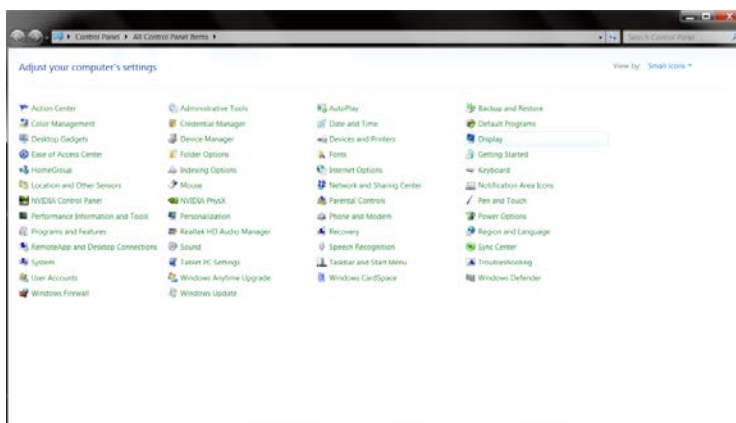 Control Panel ▸ All Control Panel Items ▸ Search Control Panel
Adjust your computer's settings View by: Small icons
Action Center Administrative Tools AutoPlay Backup and Restore
Color Management Credential Manager Date and Time Default Programs
Desktop Gadgets Device Manager Devices and Printers Display
Ease of Access Center Folder Options Fonts Getting Started
HomeGroup Indexing Options Internet Options Keyboard
Location and Other Sensors Mouse Network and Sharing Center Notification Area Icons
NVIDIA Control Panel NVIDIA PhysX Parental Controls Pen and Touch
Performance Information and Tools Personalization Phone and Modem Power Options
Programs and Features Realtek HD Audio Manager Recovery Region and Language
RemoteApp and Desktop Connections Sound Speech Recognition Sync Center
System Tablet PC Settings Taskbar and Start Menu Troubleshooting
User Accounts Windows Anytime Upgrade Windows CardSpace Windows Defender
Windows Firewall Windows Update